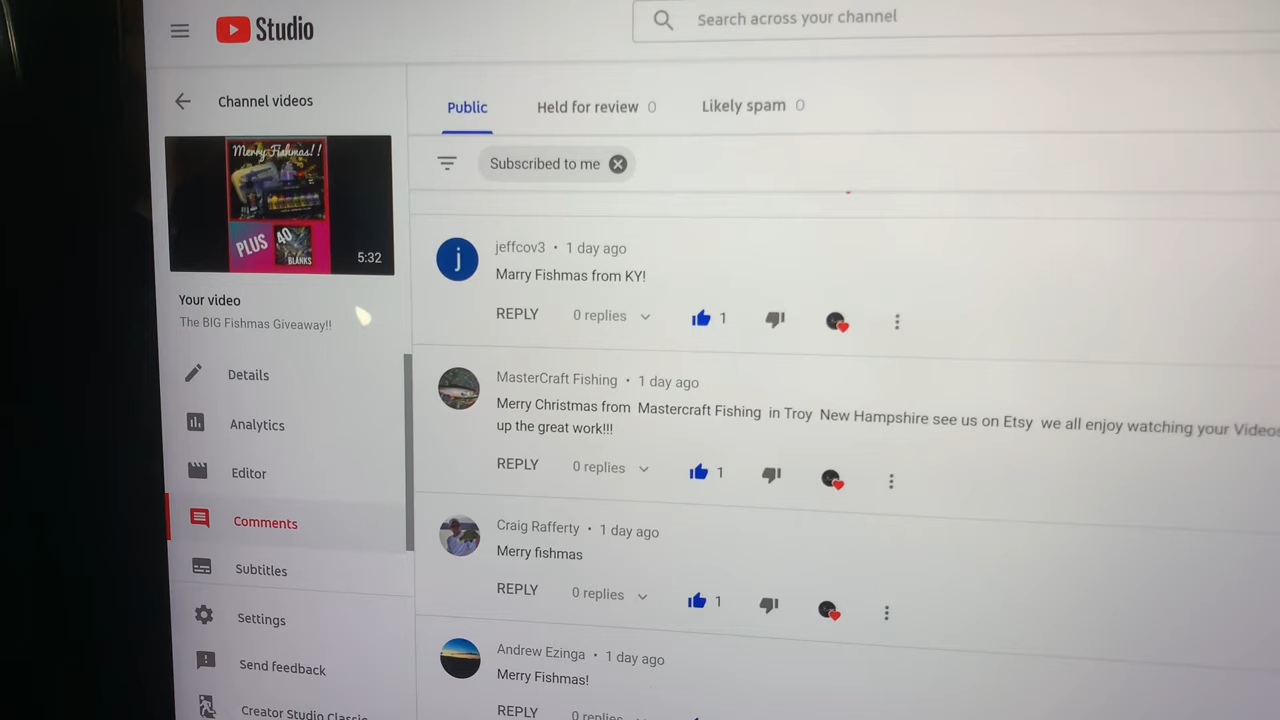 Studio
Search across your channel
Channel videos
Merry Fishmas!!
PLUS
40
BLANKS
5:32
Your video
The BIG Fishmas Giveaway!!
Details
Analytics
Editor
Comments
Subtitles
Settings
Send feedback
Creator Studio Classic
Public
Held for review 0
Likely spam 0
Subscribed to me
j
jeffcov3 • 1 day ago
Marry Fishmas from KY!
REPLY 0 replies 1
MasterCraft Fishing • 1 day ago
Merry Christmas from Mastercraft Fishing in Troy New Hampshire see us on Etsy we all enjoy watching your Videos
up the great work!!!
REPLY 0 replies 1
Craig Rafferty • 1 day ago
Merry fishmas
REPLY 0 replies 1
Andrew Ezinga • 1 day ago
Merry Fishmas!
REPLY 0 replies